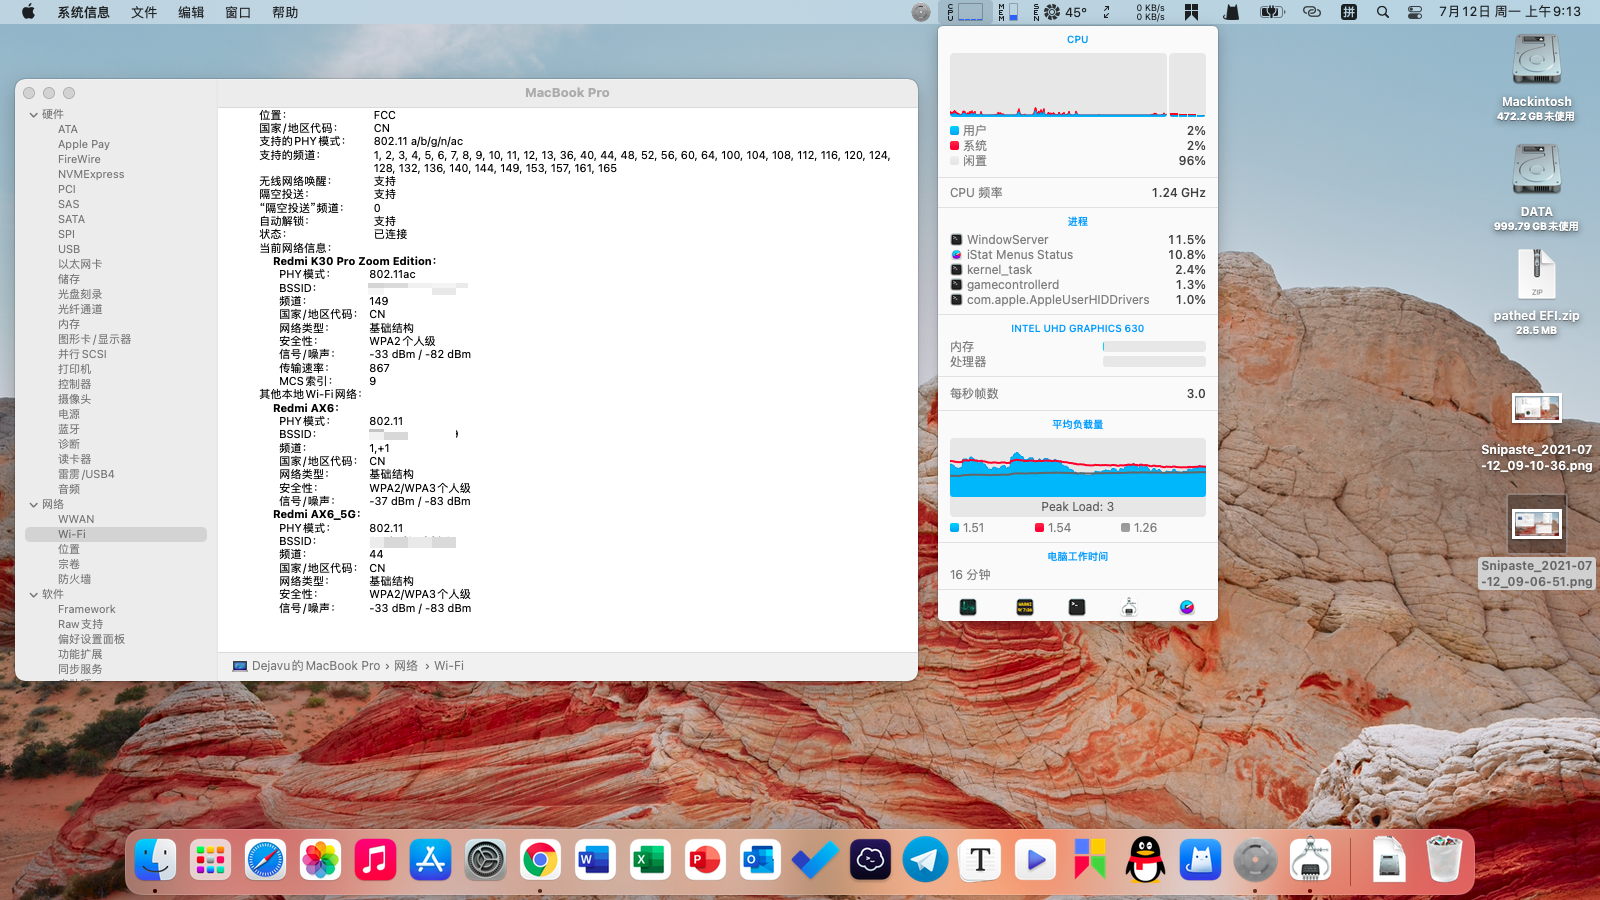 系统信息 文件 编辑 窗口 帮助
CPU MEM SEN 45° 0 KB/s 0 KB/s 拼 7月12日 周一 上午9:13
MacBook Pro
硬件
ATA
Apple Pay
FireWire
NVMExpress
PCI
SAS
SATA
SPI
USB
以太网卡
储存
光盘刻录
光纤通道
内存
图形卡/显示器
并行SCSI
打印机
控制器
摄像头
电源
蓝牙
诊断
读卡器
雷雳/USB4
音频
网络
WWAN
Wi-Fi
位置
宗卷
防火墙
软件
Framework
Raw支持
偏好设置面板
功能扩展
同步服务
位置: FCC
国家/地区代码: CN
支持的PHY模式: 802.11 a/b/g/n/ac
支持的频道: 1, 2, 3, 4, 5, 6, 7, 8, 9, 10, 11, 12, 13, 36, 40, 44, 48, 52, 56, 60, 64, 100, 104, 108, 112, 116, 120, 124,
128, 132, 136, 140, 144, 149, 153, 157, 161, 165
无线网络唤醒: 支持
隔空投送: 支持
“隔空投送”频道: 0
自动解锁: 支持
状态: 已连接
当前网络信息:
Redmi K30 Pro Zoom Edition:
PHY模式: 802.11ac
BSSID:
频道: 149
国家/地区代码: CN
网络类型: 基础结构
安全性: WPA2个人级
信号/噪声: -33 dBm / -82 dBm
传输速率: 867
MCS索引: 9
其他本地Wi-Fi网络:
Redmi AX6:
PHY模式: 802.11
BSSID:
频道: 1,+1
国家/地区代码: CN
网络类型: 基础结构
安全性: WPA2/WPA3个人级
信号/噪声: -37 dBm / -83 dBm
Redmi AX6_5G:
PHY模式: 802.11
BSSID:
频道: 44
国家/地区代码: CN
网络类型: 基础结构
安全性: WPA2/WPA3个人级
信号/噪声: -33 dBm / -83 dBm
Dejavu的MacBook Pro › 网络 › Wi-Fi
CPU
用户 2%
系统 2%
闲置 96%
CPU 频率 1.24 GHz
进程
WindowServer 11.5%
iStat Menus Status 10.8%
kernel_task 2.4%
gamecontrollerd 1.3%
com.apple.AppleUserHIDDrivers 1.0%
INTEL UHD GRAPHICS 630
内存
处理器
每秒帧数 3.0
平均负载量
Peak Load: 3
1.51 1.54 1.26
电脑工作时间
16 分钟
Mackintosh
472.2 GB未使用
DATA
999.79 GB未使用
ZIP
pathed EFI.zip
28.5 MB
Snipaste_2021-07
-12_09-10-36.png
Snipaste_2021-07
-12_09-06-51.png
W X P O T